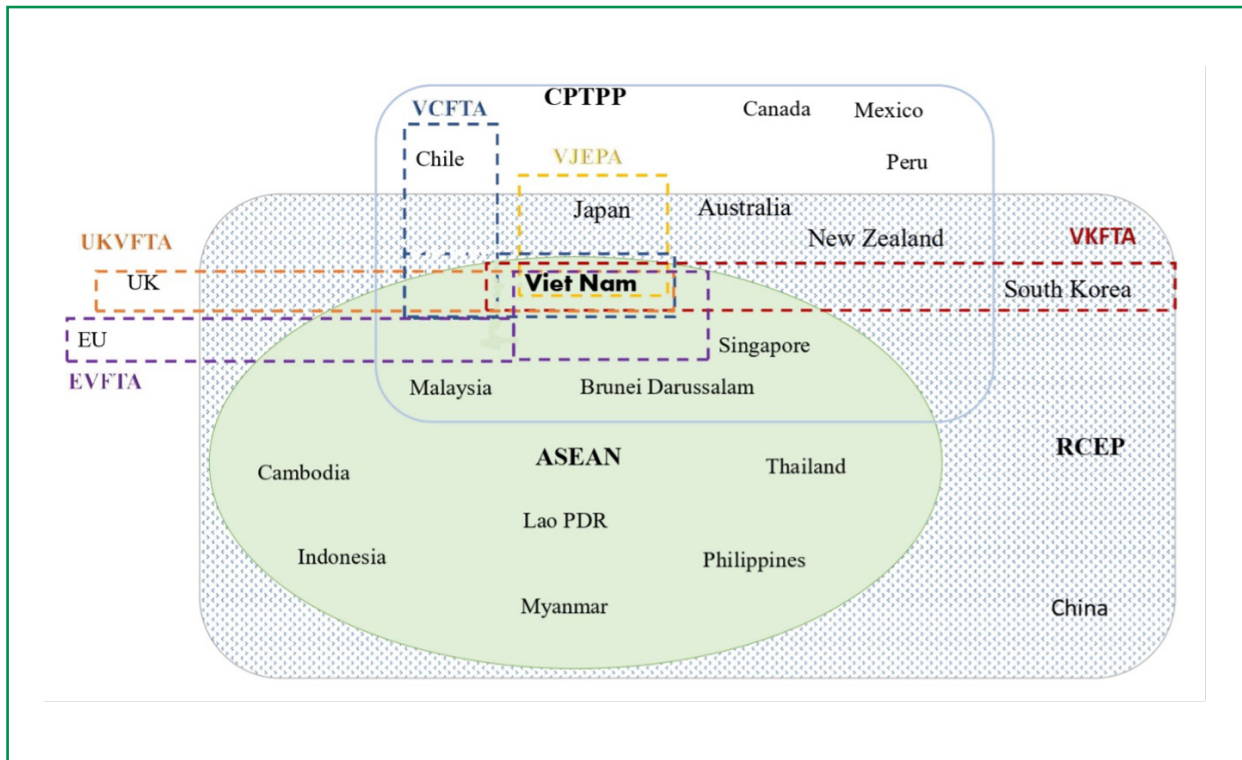 CPTPP
Canada
Mexico
VCFTA
Chile
VJEPA
Peru
Japan
Australia
New Zealand
UKVFTA
VKFTA
UK
Viet Nam
South Korea
EU
Singapore
EVFTA
Malaysia
Brunei Darussalam
RCEP
ASEAN
Cambodia
Thailand
Lao PDR
Indonesia
Philippines
Myanmar
China